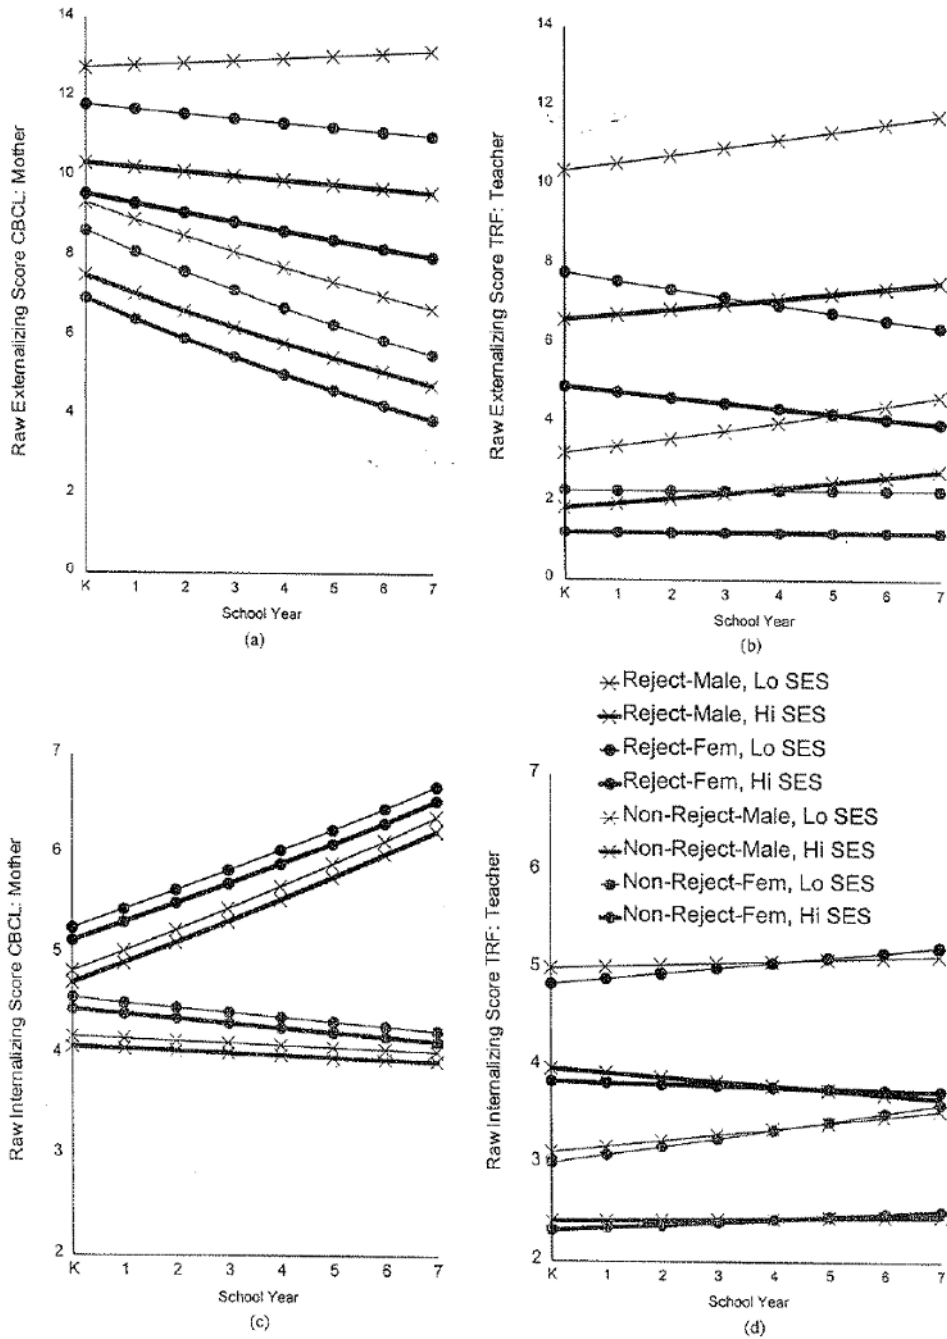 14
12
10
8
6
4
2
0
Raw Externalizing Score CBCL: Mother
K 1 2 3 4 5 6 7
School Year
(a)
14
12
10
8
6
4
2
0
Raw Externalizing Score TRF: Teacher
K 1 2 3 4 5 6 7
School Year
(b)
Reject-Male, Lo SES
Reject-Male, Hi SES
Reject-Fem, Lo SES
Reject-Fem, Hi SES
Non-Reject-Male, Lo SES
Non-Reject-Male, Hi SES
Non-Reject-Fem, Lo SES
Non-Reject-Fem, Hi SES
7
6
5
4
3
2
Raw Internalizing Score CBCL: Mother
K 1 2 3 4 5 6 7
School Year
(c)
7
6
5
4
3
2
Raw Internalizing Score TRF: Teacher
K 1 2 3 4 5 6 7
School Year
(d)